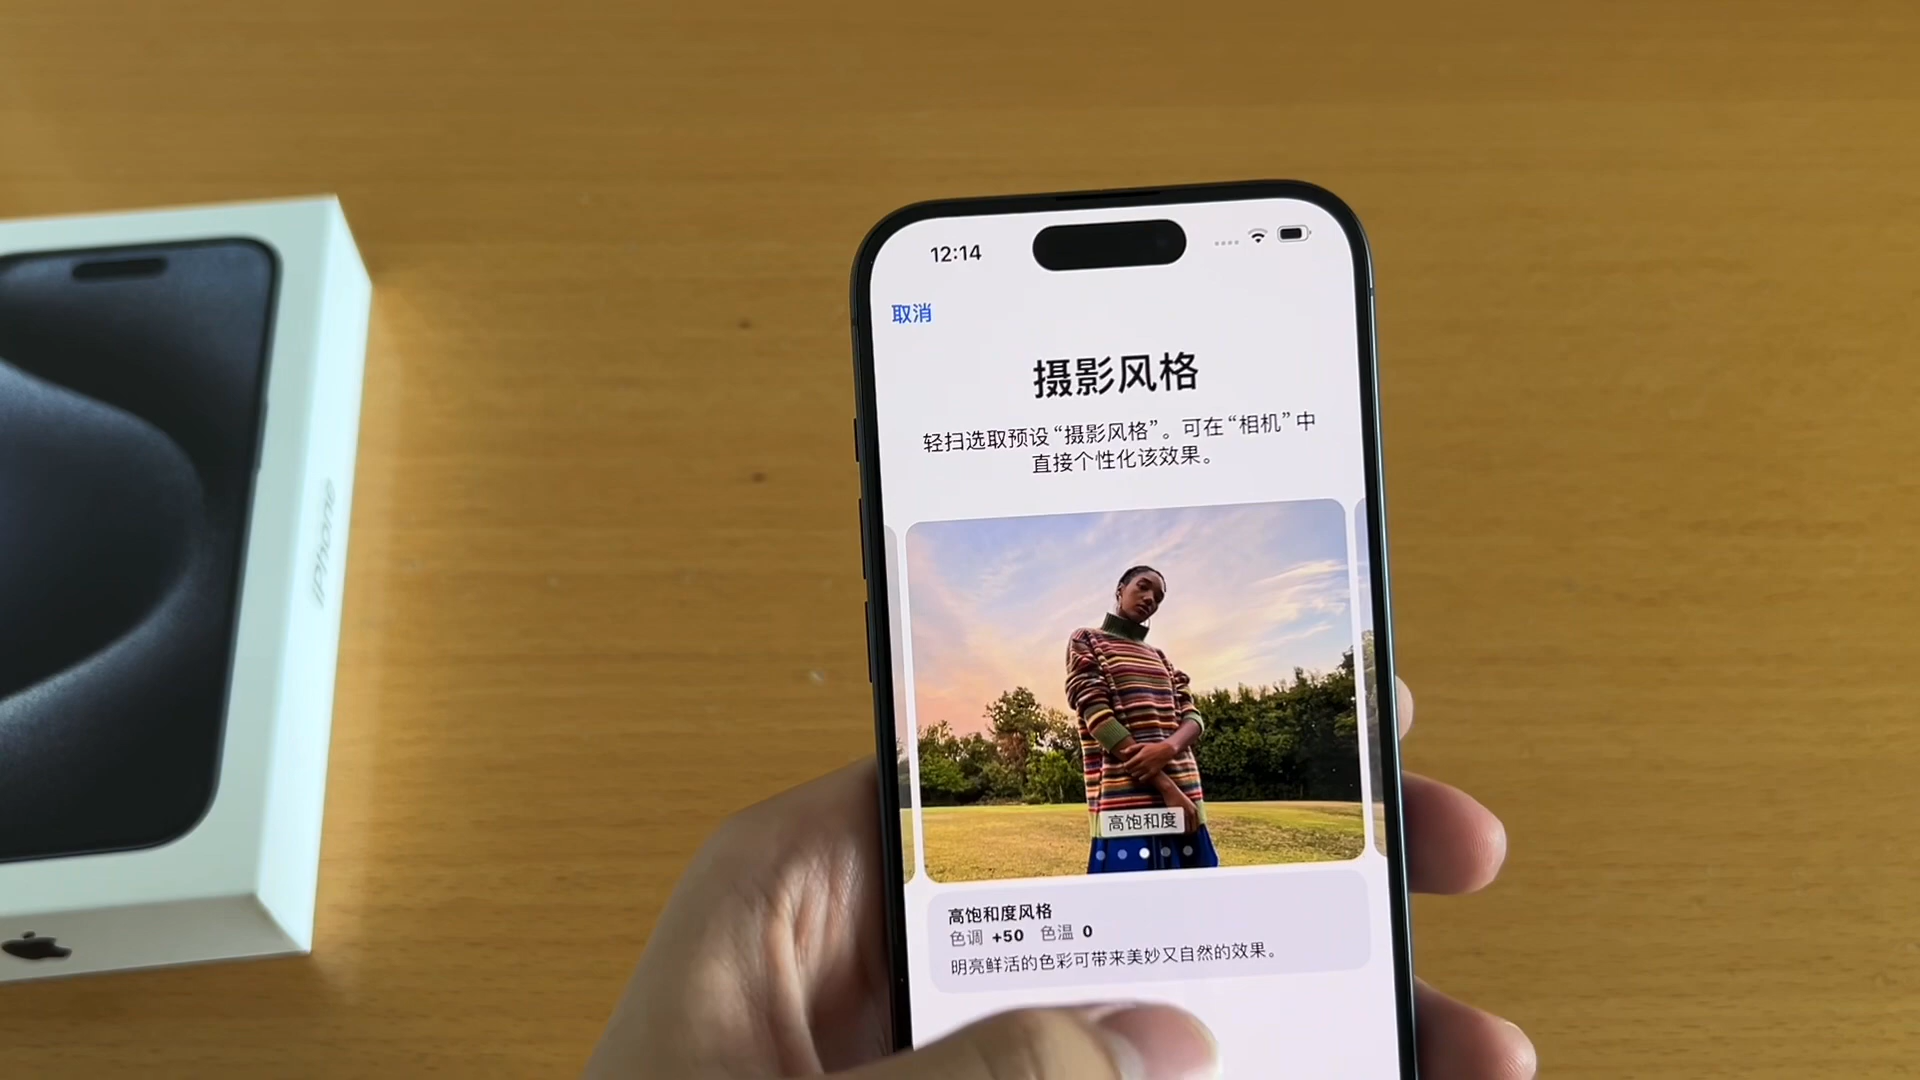 12:14
取消
摄影风格
轻扫选取预设“摄影风格”。可在“相机”中
直接个性化该效果。
高饱和度
高饱和度风格
色调 +50 色温 0
明亮鲜活的色彩可带来美妙又自然的效果。
iPhone